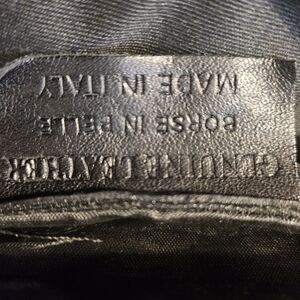 GENUINE LEATHER
BORSE IN PELLE
MADE IN ITALY